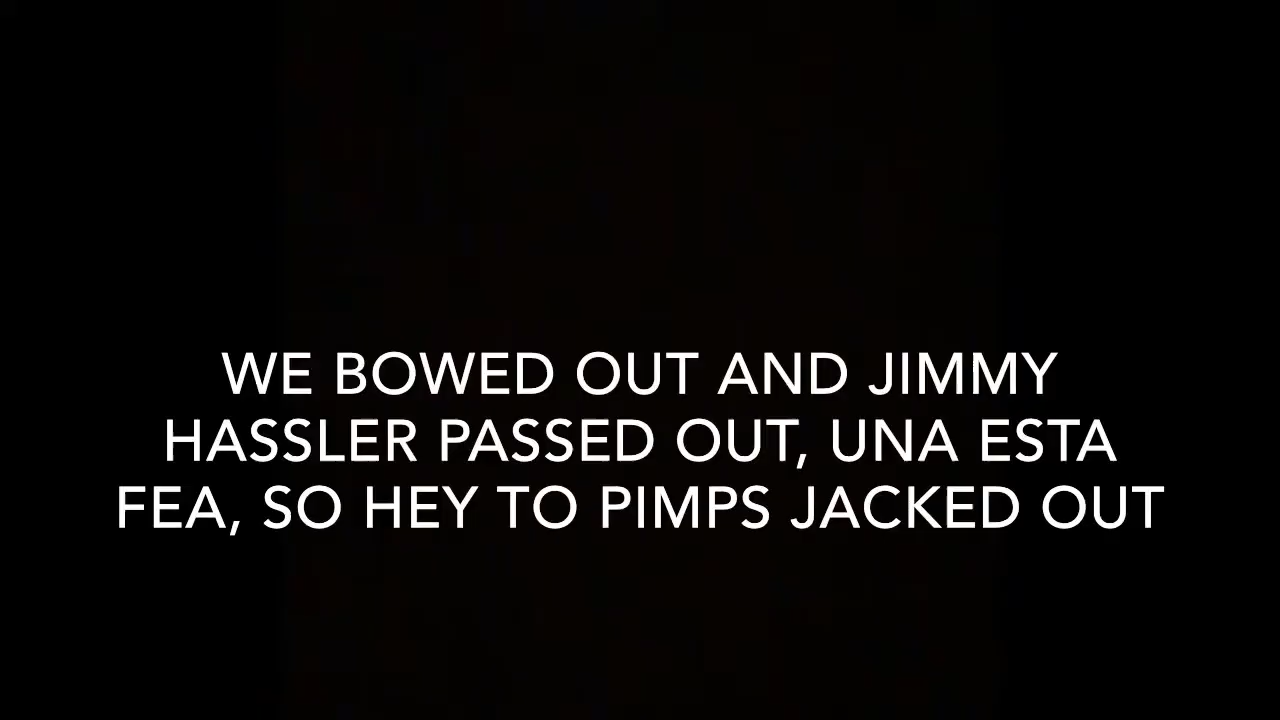 WE BOWED OUT AND JIMMY
HASSLER PASSED OUT, UNA ESTA
FEA, SO HEY TO PIMPS JACKED OUT